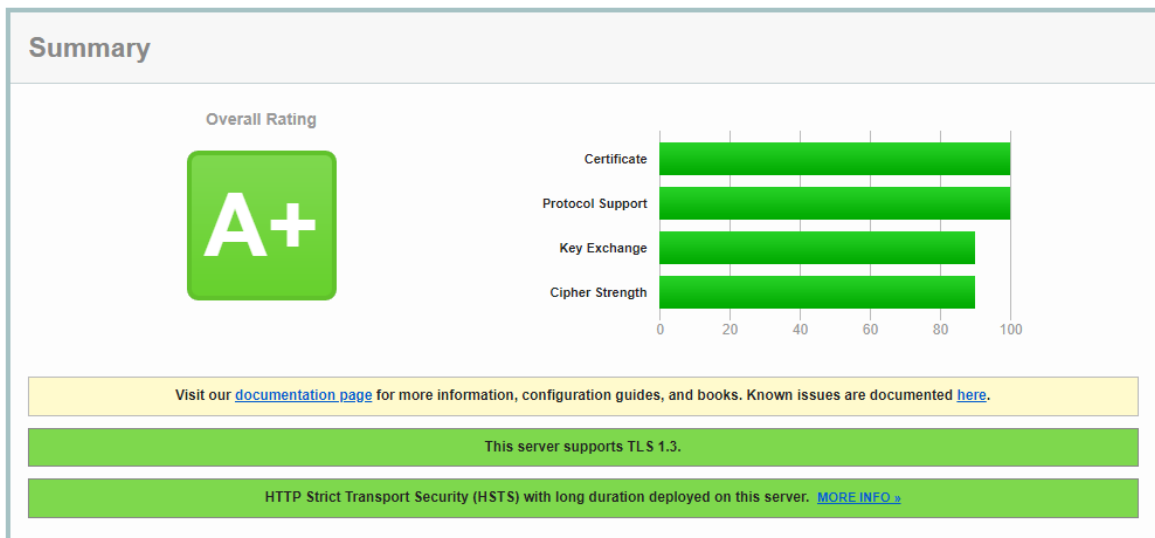 Summary
Overall Rating
A+
Certificate
Protocol Support
Key Exchange
Cipher Strength
0 20 40 60 80 100
Visit our documentation page for more information, configuration guides, and books. Known issues are documented here.
This server supports TLS 1.3.
HTTP Strict Transport Security (HSTS) with long duration deployed on this server. MORE INFO »